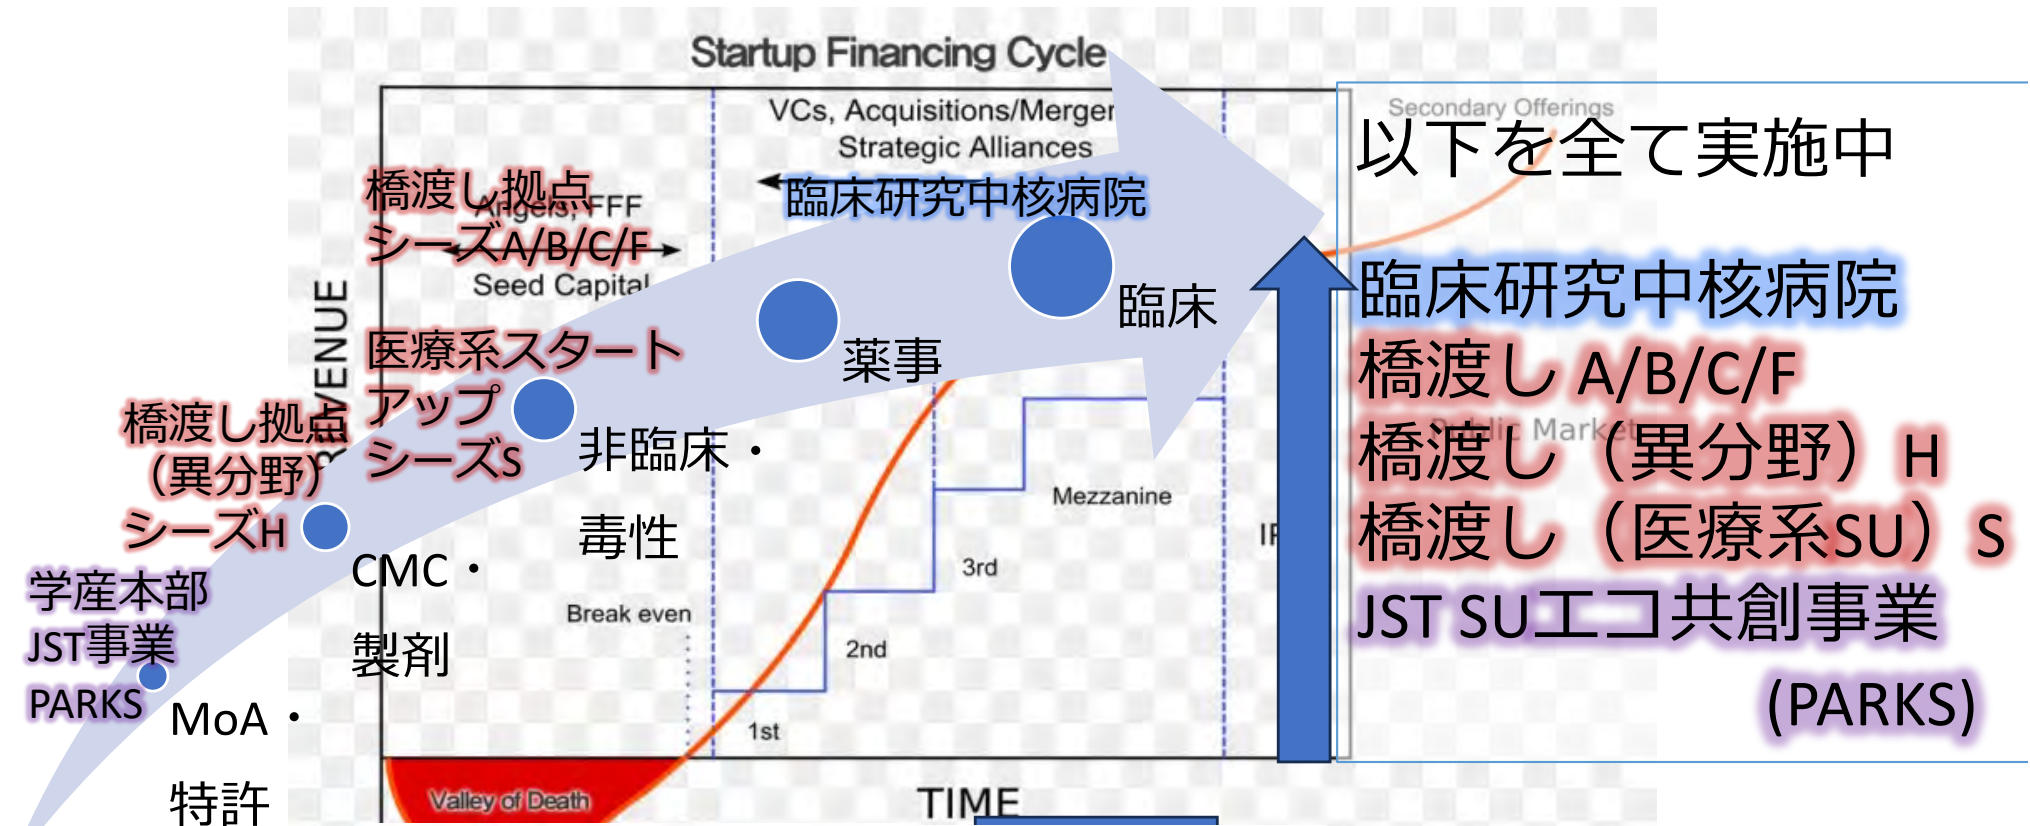 Startup Financing Cycle
VCs, Acquisitions/Merger
Strategic Alliances
Secondary Offerings
以下を全て実施中
橋渡し拠点
Angels, FFF
シーズA/B/C/F
Seed Capital
臨床研究中核病院
臨床
薬事
REVENUE
医療系スタート
アップ
シーズS
橋渡し拠点
（異分野）
シーズH
非臨床・
毒性
CMC・
製剤
学産本部
JST事業
PARKS
MoA・
特許
Break even
1st
2nd
3rd
Mezzanine
Public Market
臨床研究中核病院
橋渡し A/B/C/F
橋渡し（異分野）H
橋渡し（医療系SU）S
JST SUエコ共創事業
(PARKS)
Valley of Death
TIME